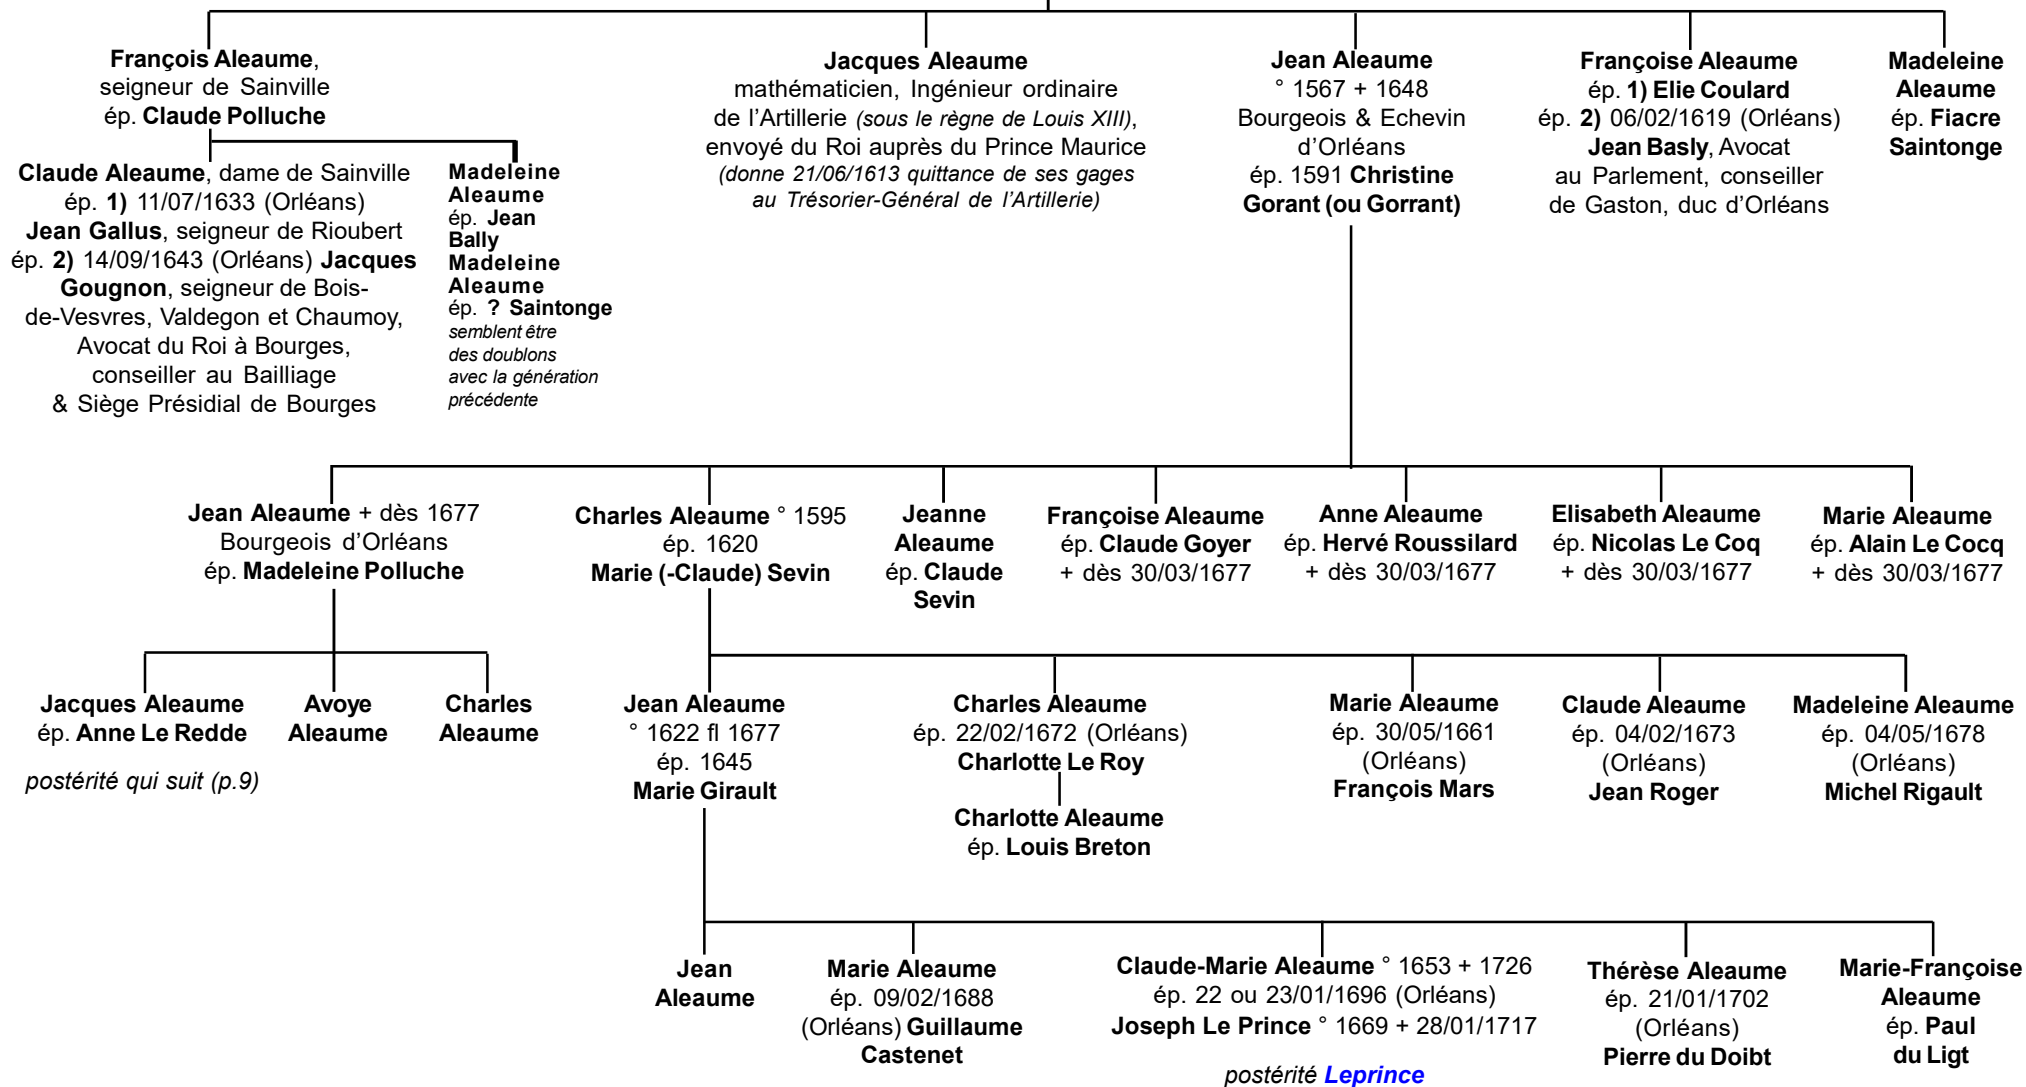 François Aleaume,
seigneur de Sainville
ép. Claude Polluche
Jacques Aleaume
mathématicien, Ingénieur ordinaire
de l'Artillerie (sous le règne de Louis XIII),
envoyé du Roi auprès du Prince Maurice
(donne 21/06/1613 quittance de ses gages
au Trésorier-Général de l'Artillerie)
Jean Aleaume
° 1567 + 1648
Bourgeois & Echevin
d'Orléans
ép. 1591 Christine
Gorant (ou Gorrant)
Françoise Aleaume
ép. 1) Elie Coulard
ép. 2) 06/02/1619 (Orléans)
Jean Basly, Avocat
au Parlement, conseiller
de Gaston, duc d'Orléans
Madeleine
Aleaume
ép. Fiacre
Saintonge
Claude Aleaume, dame de Sainville
ép. 1) 11/07/1633 (Orléans)
Jean Gallus, seigneur de Rioubert
ép. 2) 14/09/1643 (Orléans) Jacques
Gougnon, seigneur de Bois-
de-Vesvres, Valdegon et Chaumoy,
Avocat du Roi à Bourges,
conseiller au Bailliage
& Siège Présidial de Bourges
Madeleine
Aleaume
ép. Jean
Bally
Madeleine
Aleaume
ép. ? Saintonge
semblent être
des doublons
avec la génération
précédente
Jean Aleaume + dès 1677
Bourgeois d'Orléans
ép. Madeleine Polluche
Charles Aleaume ° 1595
ép. 1620
Marie (-Claude) Sevin
Jeanne
Aleaume
ép. Claude
Sevin
Françoise Aleaume
ép. Claude Goyer
+ dès 30/03/1677
Anne Aleaume
ép. Hervé Roussilard
+ dès 30/03/1677
Elisabeth Aleaume
ép. Nicolas Le Coq
+ dès 30/03/1677
Marie Aleaume
ép. Alain Le Cocq
+ dès 30/03/1677
Jacques Aleaume
ép. Anne Le Redde
postérité qui suit (p.9)
Avoye
Aleaume
Charles
Aleaume
Jean Aleaume
° 1622 fl 1677
ép. 1645
Marie Girault
Charles Aleaume
ép. 22/02/1672 (Orléans)
Charlotte Le Roy
Charlotte Aleaume
ép. Louis Breton
Marie Aleaume
ép. 30/05/1661
(Orléans)
François Mars
Claude Aleaume
ép. 04/02/1673
(Orléans)
Jean Roger
Madeleine Aleaume
ép. 04/05/1678
(Orléans)
Michel Rigault
Jean
Aleaume
Marie Aleaume
ép. 09/02/1688
(Orléans) Guillaume
Castenet
Claude-Marie Aleaume ° 1653 + 1726
ép. 22 ou 23/01/1696 (Orléans)
Joseph Le Prince ° 1669 + 28/01/1717
postérité Leprince
Thérèse Aleaume
ép. 21/01/1702
(Orléans)
Pierre du Doibt
Marie-Françoise
Aleaume
ép. Paul
du Ligt